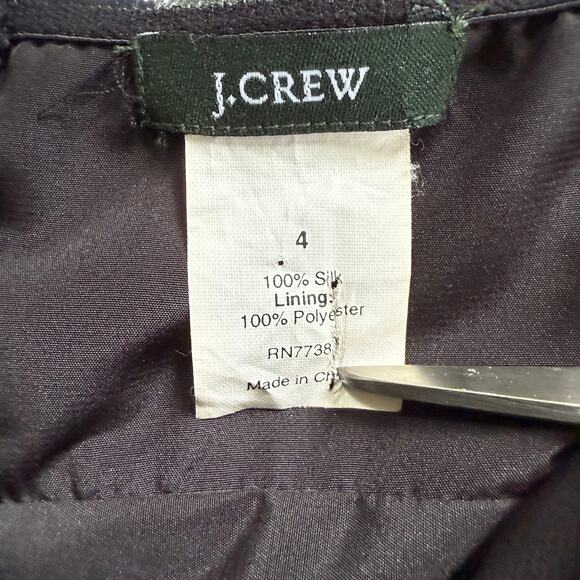 J.CREW
4
100% Silk
Lining:
100% Polyester
RN7738
Made in